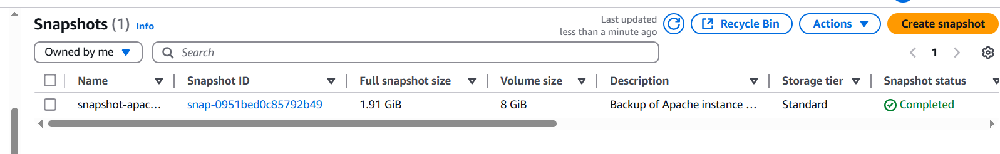 Snapshots (1) Info
Last updated
less than a minute ago
Recycle Bin
Actions
Create snapshot
Owned by me
Search
1
Name Snapshot ID Full snapshot size Volume size Description Storage tier Snapshot status
snapshot-apac... snap-0951bed0c85792b49 1.91 GiB 8 GiB Backup of Apache instance ... Standard Completed